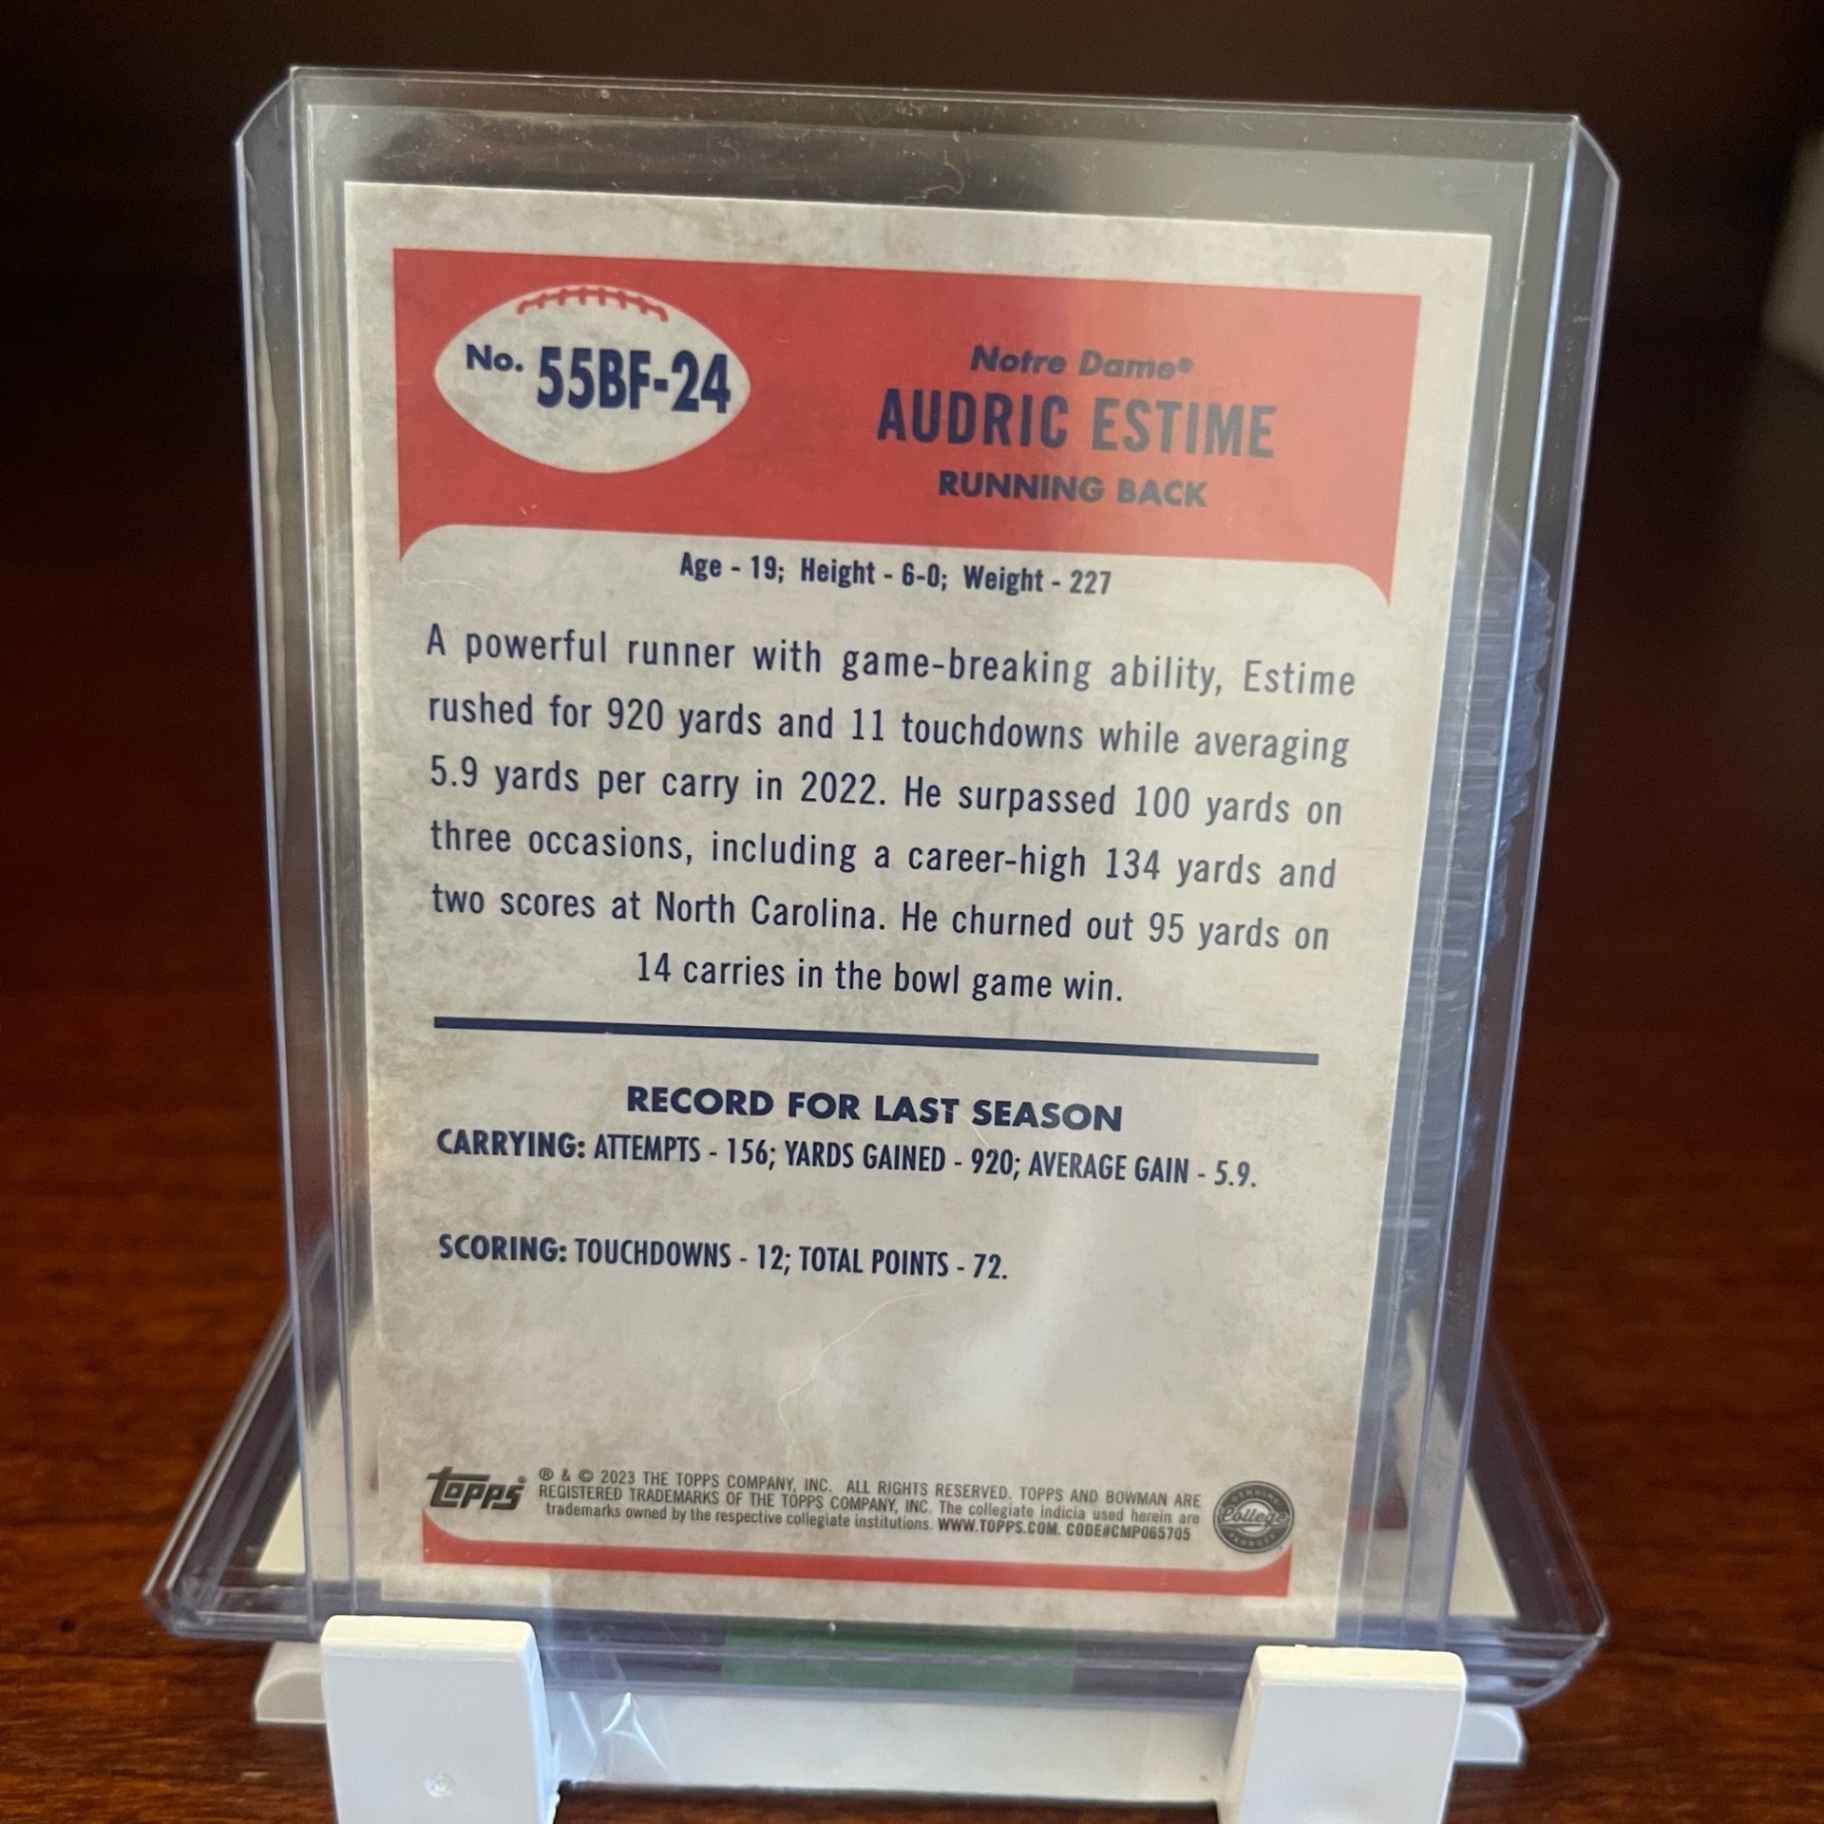 No. 55BF-24
Notre Dame®
AUDRIC ESTIME
RUNNING BACK
Age - 19; Height - 6-0; Weight - 227
A powerful runner with game-breaking ability, Estime
rushed for 920 yards and 11 touchdowns while averaging
5.9 yards per carry in 2022. He surpassed 100 yards on
three occasions, including a career-high 134 yards and
two scores at North Carolina. He churned out 95 yards on
14 carries in the bowl game win.
RECORD FOR LAST SEASON
CARRYING: ATTEMPTS - 156; YARDS GAINED - 920; AVERAGE GAIN - 5.9.
SCORING: TOUCHDOWNS - 12; TOTAL POINTS - 72.
topps®
® & © 2023 THE TOPPS COMPANY, INC. ALL RIGHTS RESERVED. TOPPS AND BOWMAN ARE
REGISTERED TRADEMARKS OF THE TOPPS COMPANY, INC. The collegiate indicia used herein are
trademarks owned by the respective collegiate institutions. WWW.TOPPS.COM. CODE#CMP065705
GENUINE
College
PRODUCT